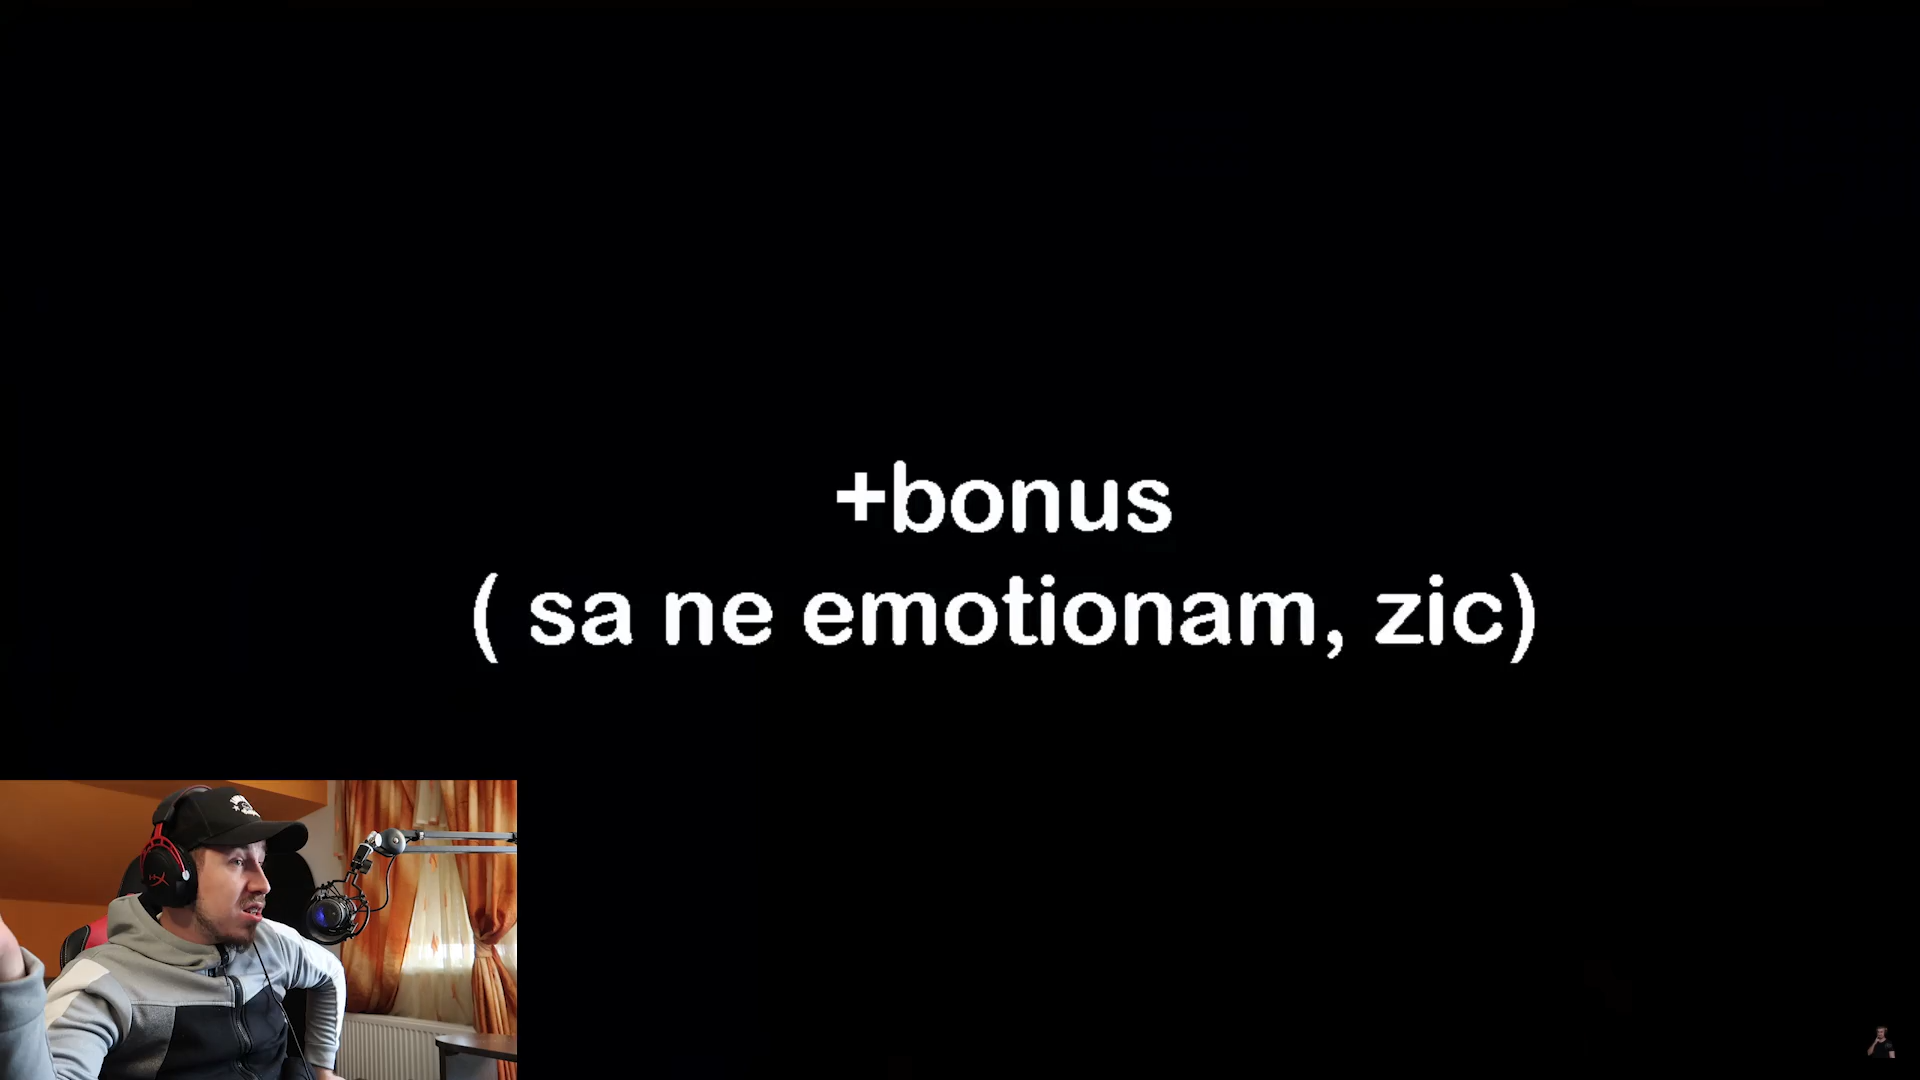 +bonus
( sa ne emotionam, zic)